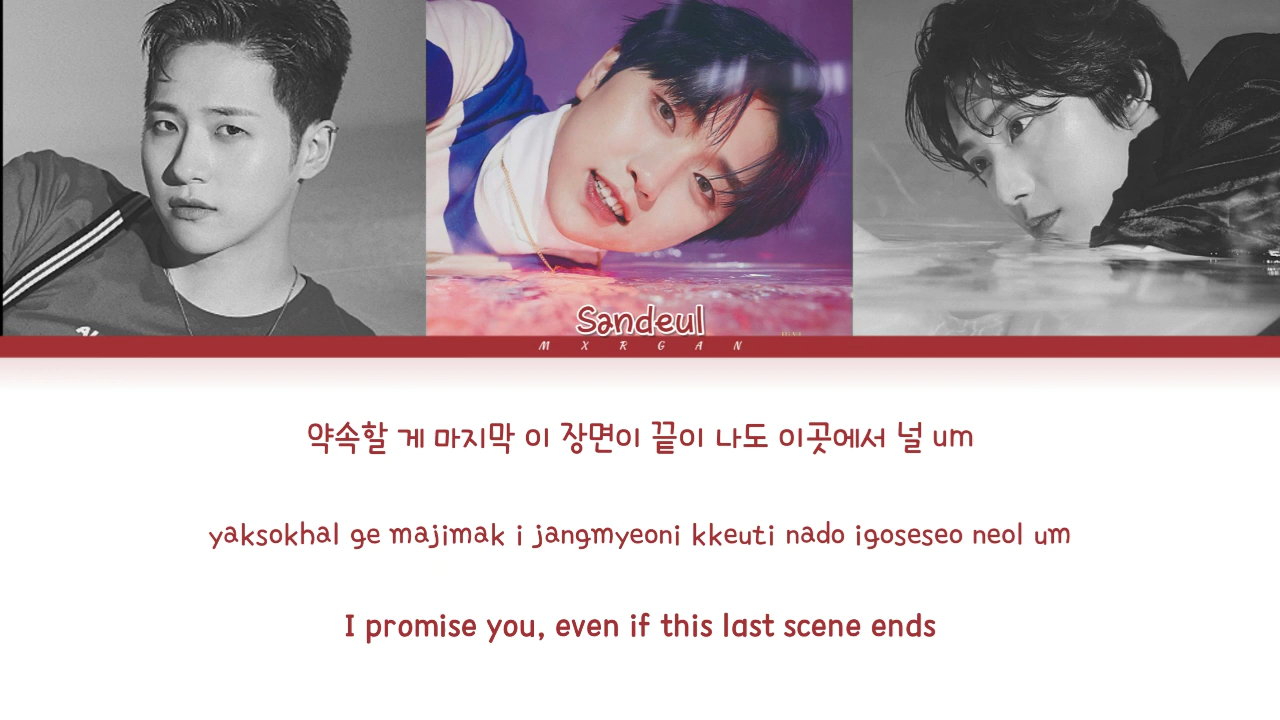 Sandeul
M X R G A N
약속할 게 마지막 이 장면이 끝이 나도 이곳에서 널 um
yaksokhal ge majimak i jangmyeoni kkeuti nado igoseseo neol um
I promise you, even if this last scene ends